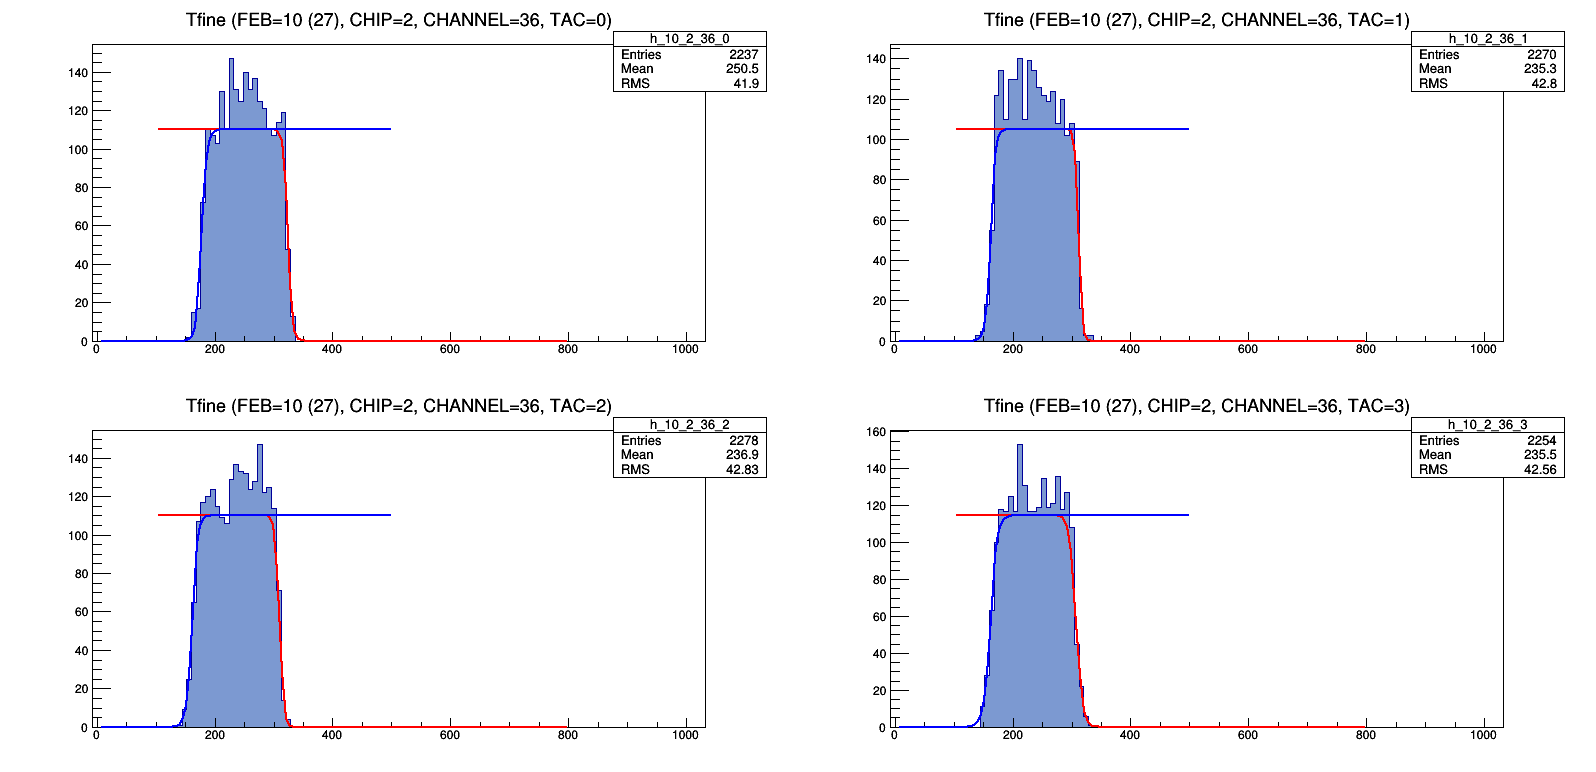 Tfine (FEB=10 (27), CHIP=2, CHANNEL=36, TAC=0)
h_10_2_36_0
Entries 2237
Mean 250.5
RMS 41.9
140
120
100
80
60
40
20
0
0 200 400 600 800 1000
Tfine (FEB=10 (27), CHIP=2, CHANNEL=36, TAC=1)
h_10_2_36_1
Entries 2270
Mean 235.3
RMS 42.8
140
120
100
80
60
40
20
0
0 200 400 600 800 1000
Tfine (FEB=10 (27), CHIP=2, CHANNEL=36, TAC=2)
h_10_2_36_2
Entries 2278
Mean 236.9
RMS 42.83
140
120
100
80
60
40
20
0
0 200 400 600 800 1000
Tfine (FEB=10 (27), CHIP=2, CHANNEL=36, TAC=3)
h_10_2_36_3
Entries 2254
Mean 235.5
RMS 42.56
160
140
120
100
80
60
40
20
0
0 200 400 600 800 1000